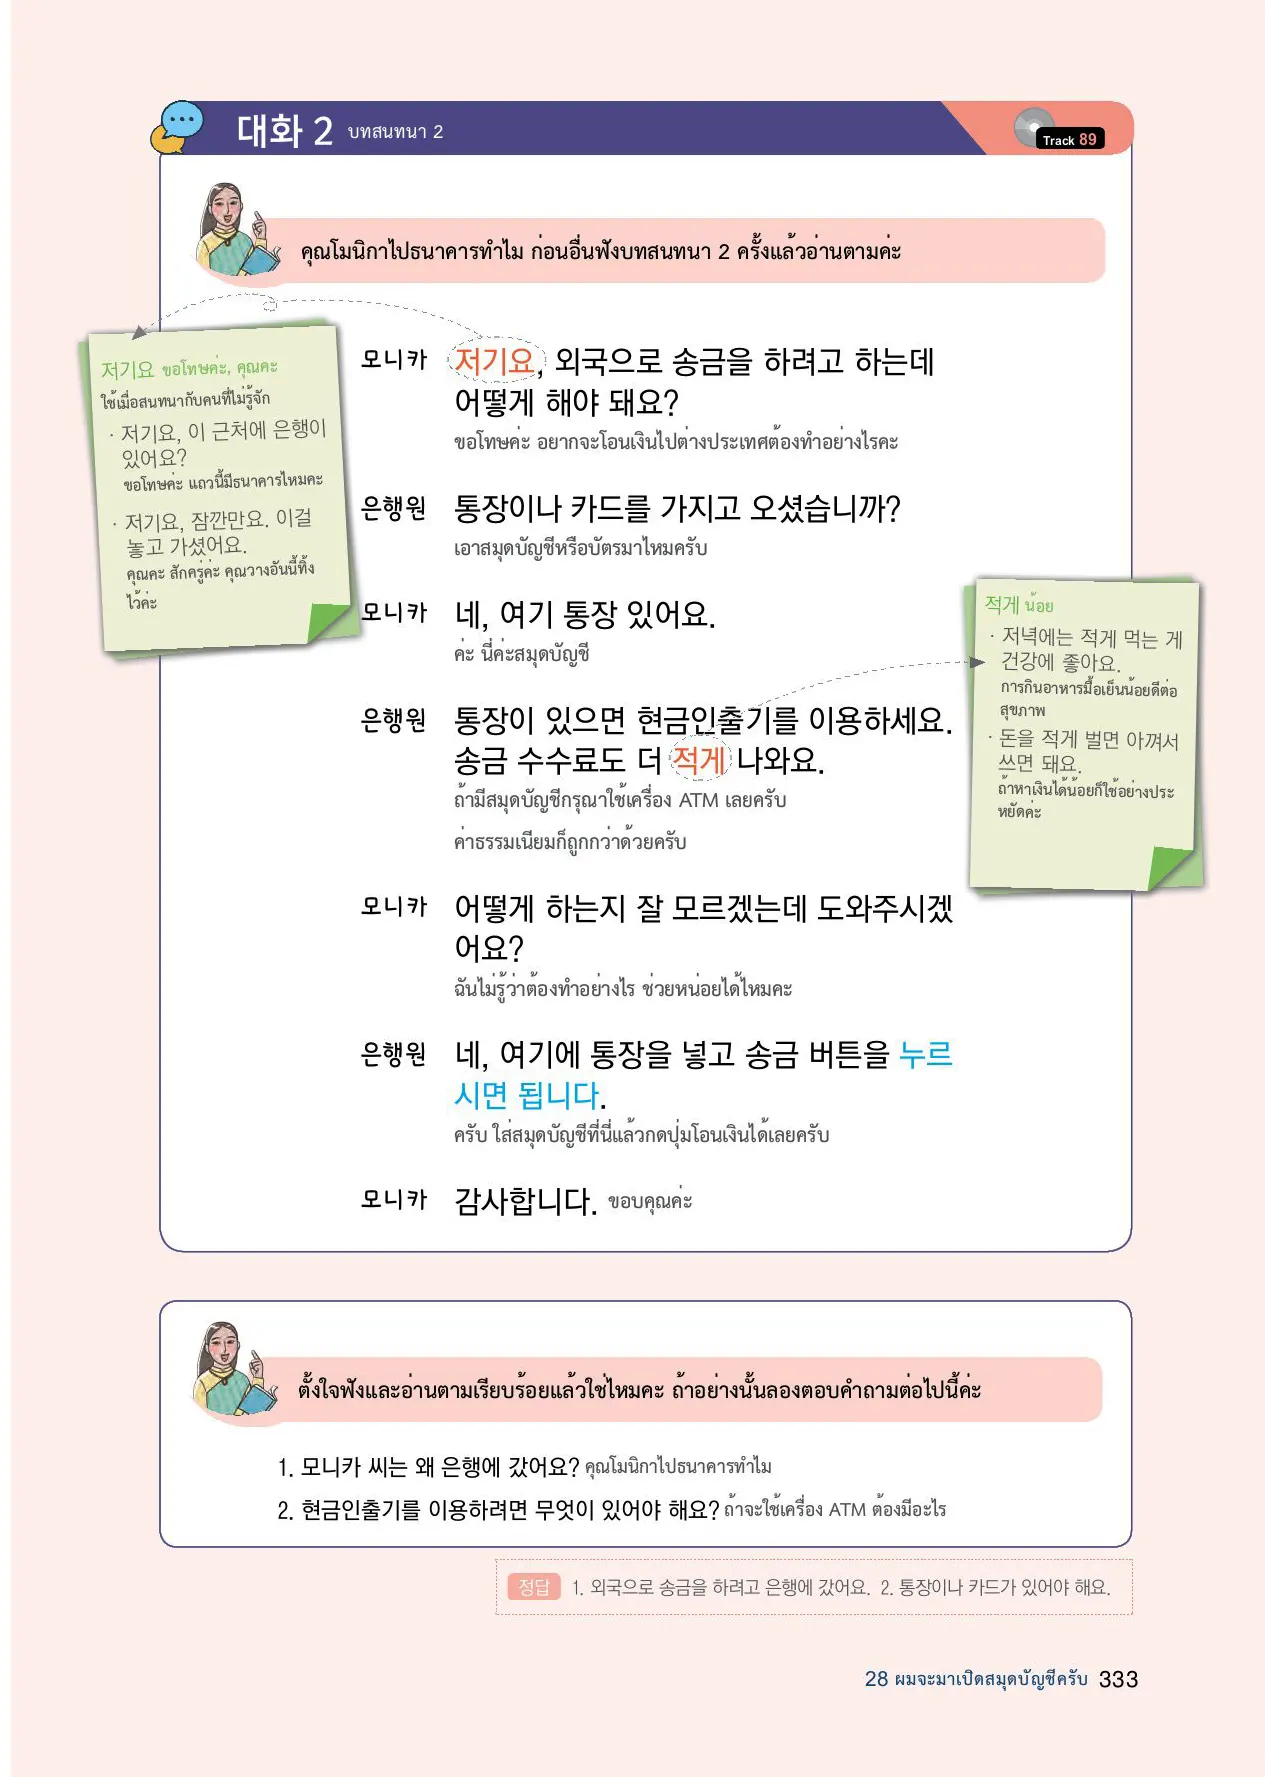 대화 2 บทสนทนา 2
Track 89
คุณโมนิกาไปธนาคารทำไม ก่อนอื่นฟังบทสนทนา 2 ครั้งแล้วอ่านตามค่ะ
저기요 ขอโทษค่ะ, คุณคะ
ใช้เมื่อสนทนากับคนที่ไม่รู้จัก
· 저기요, 이 근처에 은행이
있어요?
ขอโทษค่ะ แถวนี้มีธนาคารไหมคะ
· 저기요, 잠깐만요. 이걸
놓고 가셨어요.
คุณคะ สักครู่ค่ะ คุณวางอันนี้ทิ้ง
ไว้ค่ะ
모니카 저기요, 외국으로 송금을 하려고 하는데
어떻게 해야 돼요?
ขอโทษค่ะ อยากจะโอนเงินไปต่างประเทศต้องทำอย่างไรคะ
은행원 통장이나 카드를 가지고 오셨습니까?
เอาสมุดบัญชีหรือบัตรมาไหมครับ
모니카 네, 여기 통장 있어요.
ค่ะ นี่ค่ะสมุดบัญชี
은행원 통장이 있으면 현금인출기를 이용하세요.
송금 수수료도 더 적게 나와요.
ถ้ามีสมุดบัญชีกรุณาใช้เครื่อง ATM เลยครับ
ค่าธรรมเนียมก็ถูกกว่าด้วยครับ
적게 น้อย
· 저녁에는 적게 먹는 게
건강에 좋아요.
การกินอาหารมื้อเย็นน้อยดีต่อ
สุขภาพ
· 돈을 적게 벌면 아껴서
쓰면 돼요.
ถ้าหาเงินได้น้อยก็ใช้อย่างประ
หยัดค่ะ
모니카 어떻게 하는지 잘 모르겠는데 도와주시겠
어요?
ฉันไม่รู้ว่าต้องทำอย่างไร ช่วยหน่อยได้ไหมคะ
은행원 네, 여기에 통장을 넣고 송금 버튼을 누르
시면 됩니다.
ครับ ใส่สมุดบัญชีที่นี่แล้วกดปุ่มโอนเงินได้เลยครับ
모니카 감사합니다. ขอบคุณค่ะ
ตั้งใจฟังและอ่านตามเรียบร้อยแล้วใช่ไหมคะ ถ้าอย่างนั้นลองตอบคำถามต่อไปนี้ค่ะ
1. 모니카 씨는 왜 은행에 갔어요? คุณโมนิกาไปธนาคารทำไม
2. 현금인출기를 이용하려면 무엇이 있어야 해요? ถ้าจะใช้เครื่อง ATM ต้องมีอะไร
정답 1. 외국으로 송금을 하려고 은행에 갔어요. 2. 통장이나 카드가 있어야 해요.
28 ผมจะมาเปิดสมุดบัญชีครับ 333